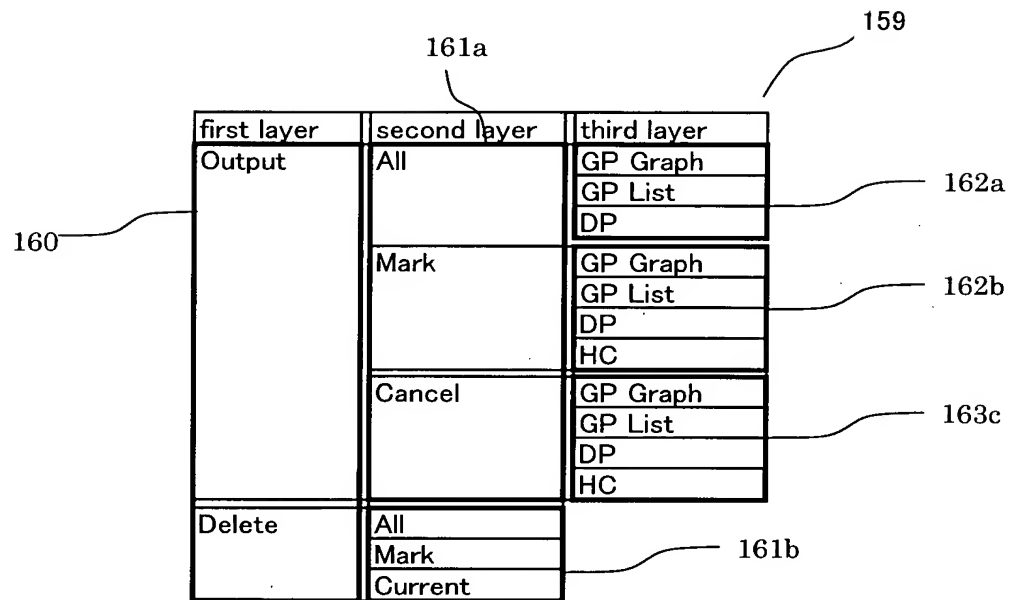 159
161a
first layer second layer third layer
Output All GP Graph
GP List
162a
DP
160
Mark GP Graph
GP List
162b
DP
HC
Cancel GP Graph
GP List
163c
DP
HC
Delete All
Mark
161b
Current